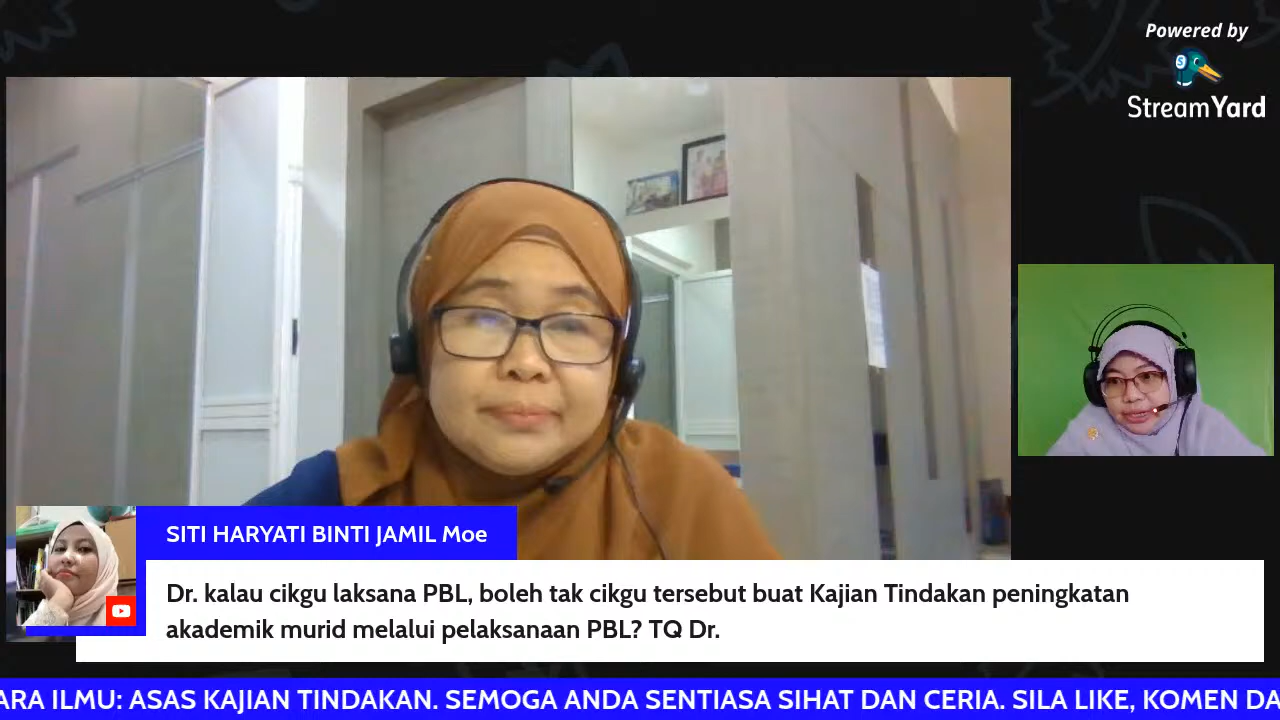 Powered by
StreamYard
SITI HARYATI BINTI JAMIL Moe
Dr. kalau cikgu laksana PBL, boleh tak cikgu tersebut buat Kajian Tindakan peningkatan
akademik murid melalui pelaksanaan PBL? TQ Dr.
ARA ILMU: ASAS KAJIAN TINDAKAN. SEMOGA ANDA SENTIASA SIHAT DAN CERIA. SILA LIKE, KOMEN DA